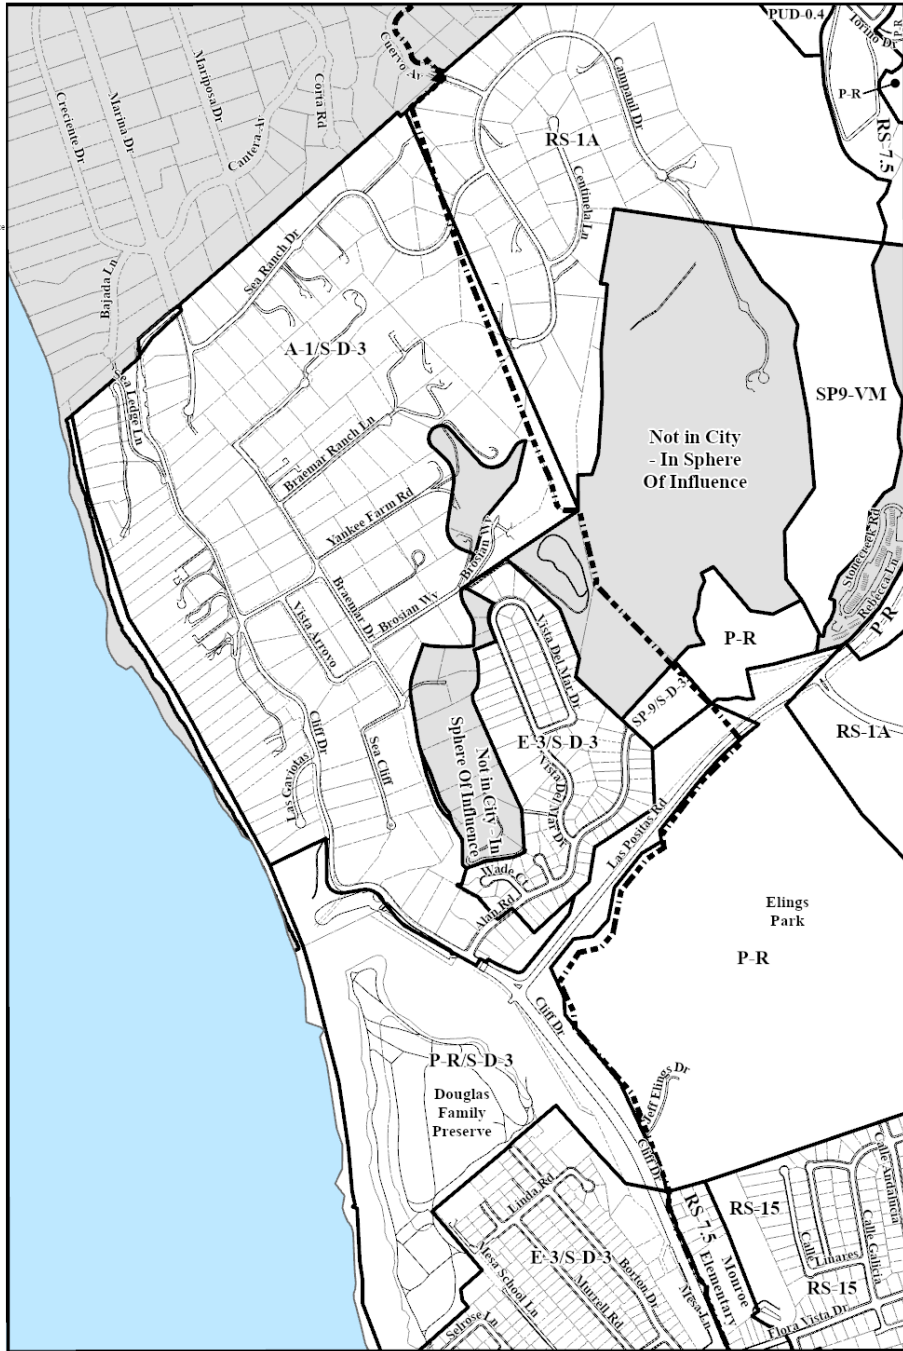 PUD-0.4
Torino Dr
P-R
P-R
RS-7.5
Cuervo Av
Campanil Dr
Mariposa Dr
Coria Rd
Creciente Dr
Marina Dr
Cantera Av
RS-1A
Centinela Ln
Sea Ranch Dr
Bajada Ln
A-1/S-D-3
Sea Ledge Ln
SP9-VM
Not in City
- In Sphere
Of Influence
Braemar Ranch Ln
Yankee Farm Rd
Stonecreek Rd
Rebecca Ln
Brosian Wy
Braemar Dr
Brosian Wy
Vista Arroyo
Vista Del Mar Dr
P-R
P-R
SP-9/S-D-3
Cliff Dr
Sea Cliff
Not in City - In
Sphere Of Influence
E-3/S-D-3
RS-1A
Las Gaviotas
Vista Del Mar Dr
Las Positas Rd
Wade Ct
Alan Rd
Elings
Park
P-R
Cliff Dr
P-R/S-D-3
Douglas
Family
Preserve
Jeff Elings Dr
Cliff Dr
Linda Rd
RS-7.5
RS-15
Calle Andalucia
Calle Linares
Calle Galicia
E-3/S-D-3
Mesa School Ln
Borton Dr
Murrell Rd
Mesa Ln
Monroe
Elementary
RS-15
Selrose Ln
Flora Vista Dr